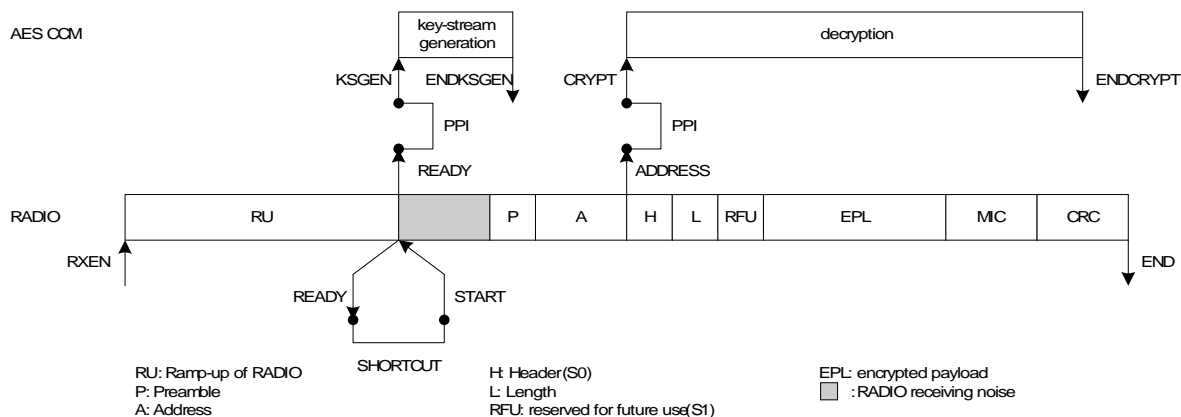 AES CCM
key-stream
generation
decryption
KSGEN
ENDKSGEN
CRYPT
ENDCRYPT
PPI
PPI
READY
ADDRESS
RADIO
RU
P
A
H
L
RFU
EPL
MIC
CRC
RXEN
END
READY
START
SHORTCUT
RU: Ramp-up of RADIO
P: Preamble
A: Address
H: Header(S0)
L: Length
RFU: reserved for future use(S1)
EPL: encrypted payload
: RADIO receiving noise